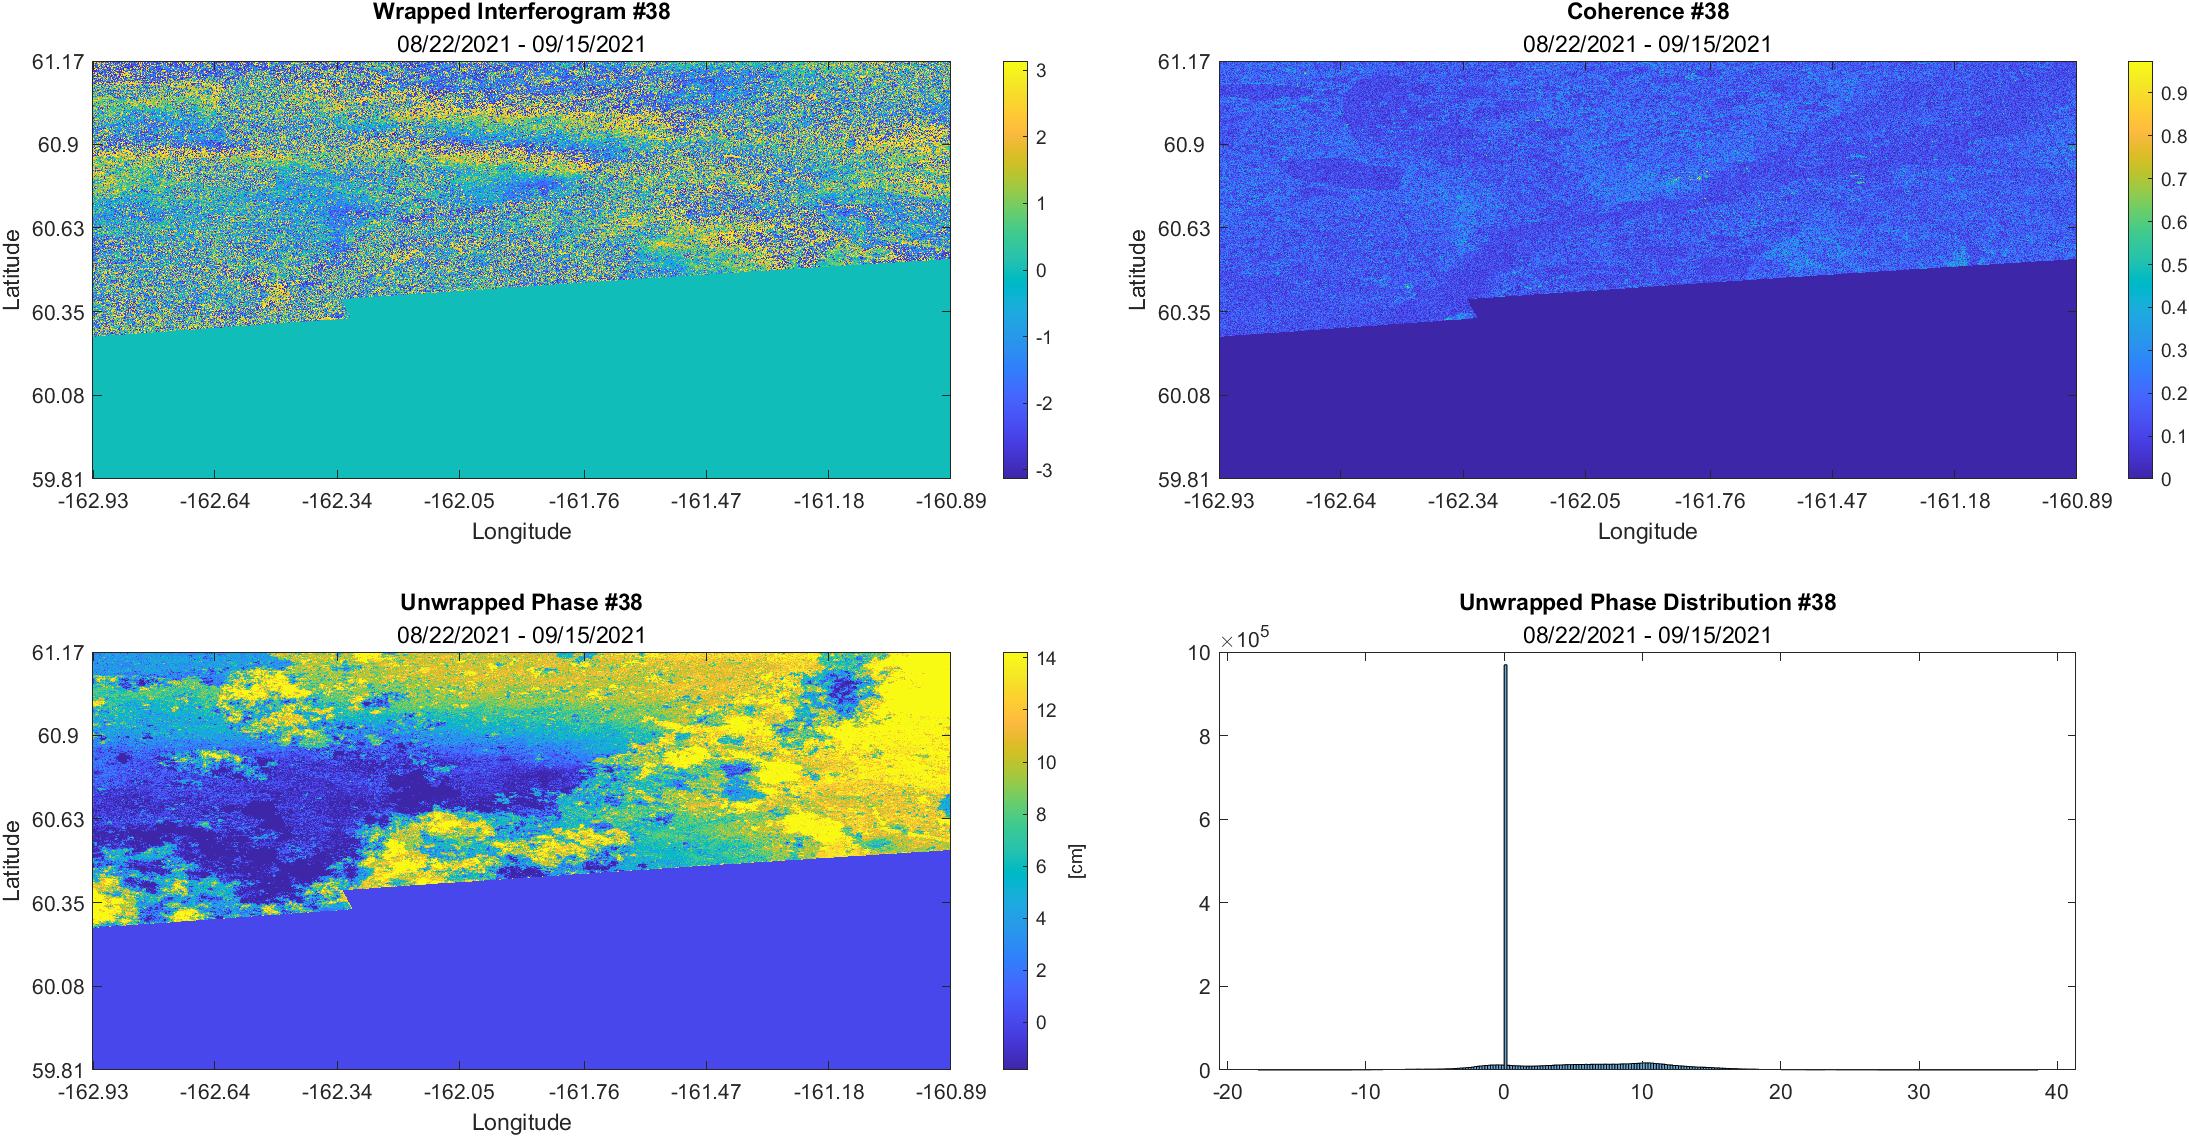 Wrapped Interferogram #38
08/22/2021 - 09/15/2021
61.17
60.9
60.63
60.35
60.08
59.81
Latitude
-162.93 -162.64 -162.34 -162.05 -161.76 -161.47 -161.18 -160.89
Longitude
3
2
1
0
-1
-2
-3
Coherence #38
08/22/2021 - 09/15/2021
61.17
60.9
60.63
60.35
60.08
59.81
Latitude
-162.93 -162.64 -162.34 -162.05 -161.76 -161.47 -161.18 -160.89
Longitude
0.9
0.8
0.7
0.6
0.5
0.4
0.3
0.2
0.1
0
Unwrapped Phase #38
08/22/2021 - 09/15/2021
61.17
60.9
60.63
60.35
60.08
59.81
Latitude
-162.93 -162.64 -162.34 -162.05 -161.76 -161.47 -161.18 -160.89
Longitude
14
12
10
8
6
4
2
0
[cm]
Unwrapped Phase Distribution #38
08/22/2021 - 09/15/2021
×10⁵
10
8
6
4
2
0
-20 -10 0 10 20 30 40